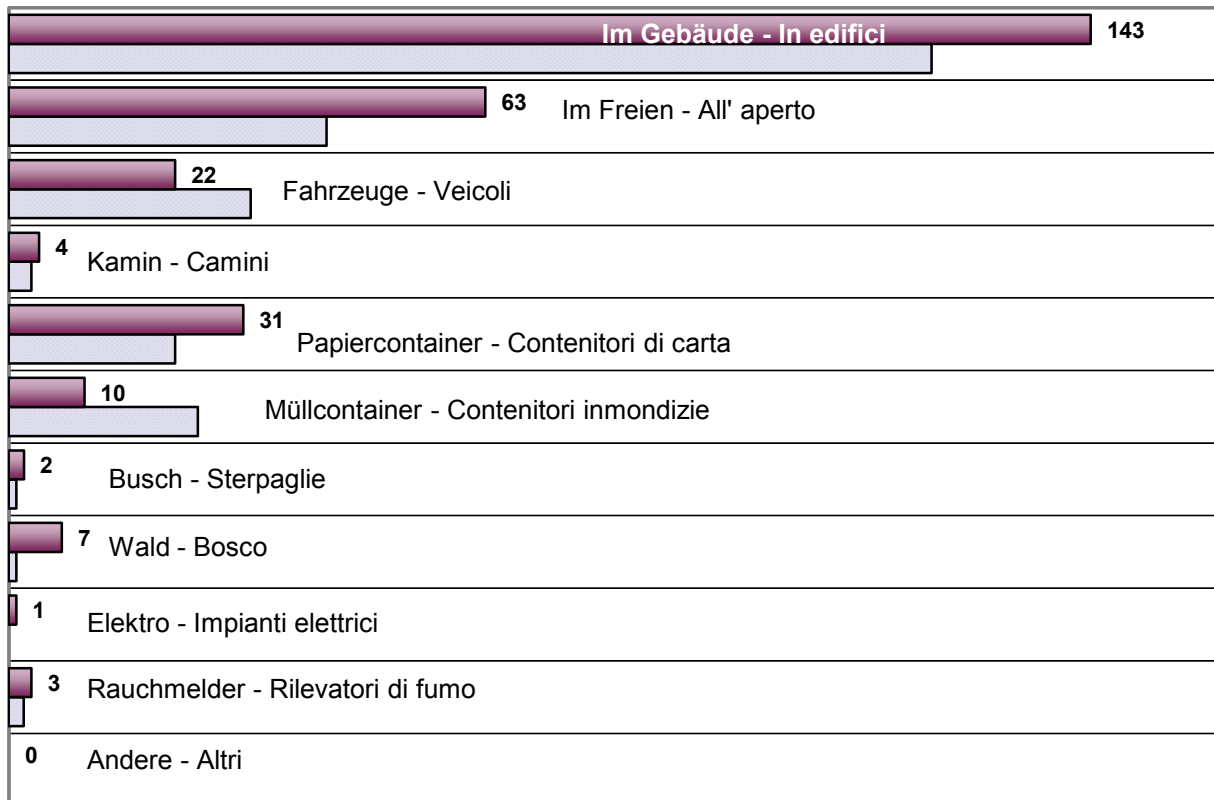 Im Gebäude - In edifici 143
63 Im Freien - All' aperto
22 Fahrzeuge - Veicoli
4 Kamin - Camini
31 Papiercontainer - Contenitori di carta
10 Müllcontainer - Contenitori inmondizie
2 Busch - Sterpaglie
7 Wald - Bosco
1 Elektro - Impianti elettrici
3 Rauchmelder - Rilevatori di fumo
0 Andere - Altri